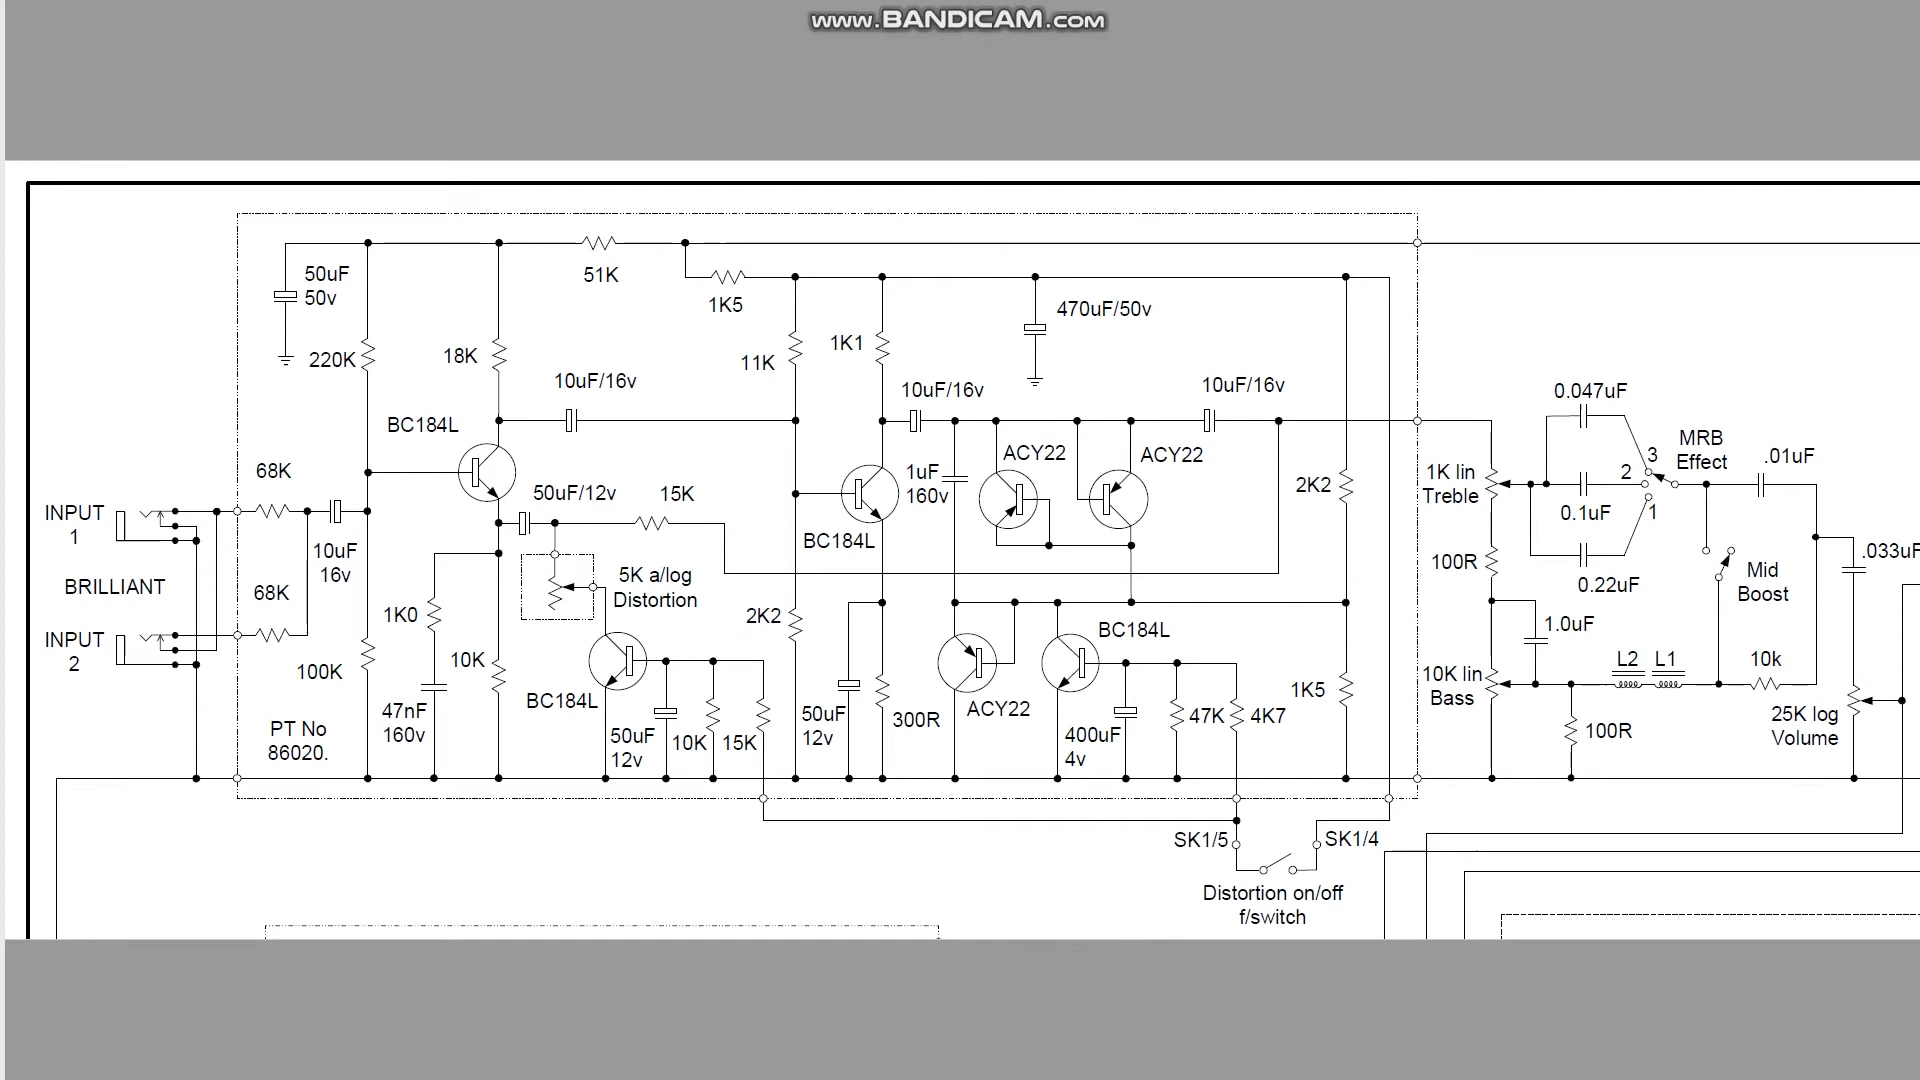 www.BANDICAM.com
50uF
50v
51K
1K5
470uF/50v
220K
18K
10uF/16v
11K
1K1
10uF/16v
10uF/16v
BC184L
ACY22
ACY22
0.047uF
MRB
Effect
3
2
1
.01uF
68K
50uF/12v
15K
1uF
160v
2K2
1K lin
Treble
0.1uF
INPUT
1
10uF
16v
BC184L
100R
0.22uF
.033uF
BRILLIANT
68K
5K a/log
Distortion
Mid
Boost
1K0
2K2
BC184L
1.0uF
INPUT
2
100K
10K
L2
L1
10k
BC184L
1K5
10K lin
Bass
47nF
160v
50uF
12v
10K
15K
50uF
12v
300R
ACY22
400uF
4v
47K
4K7
100R
25K log
Volume
PT No
86020.
SK1/5
SK1/4
Distortion on/off
f/switch